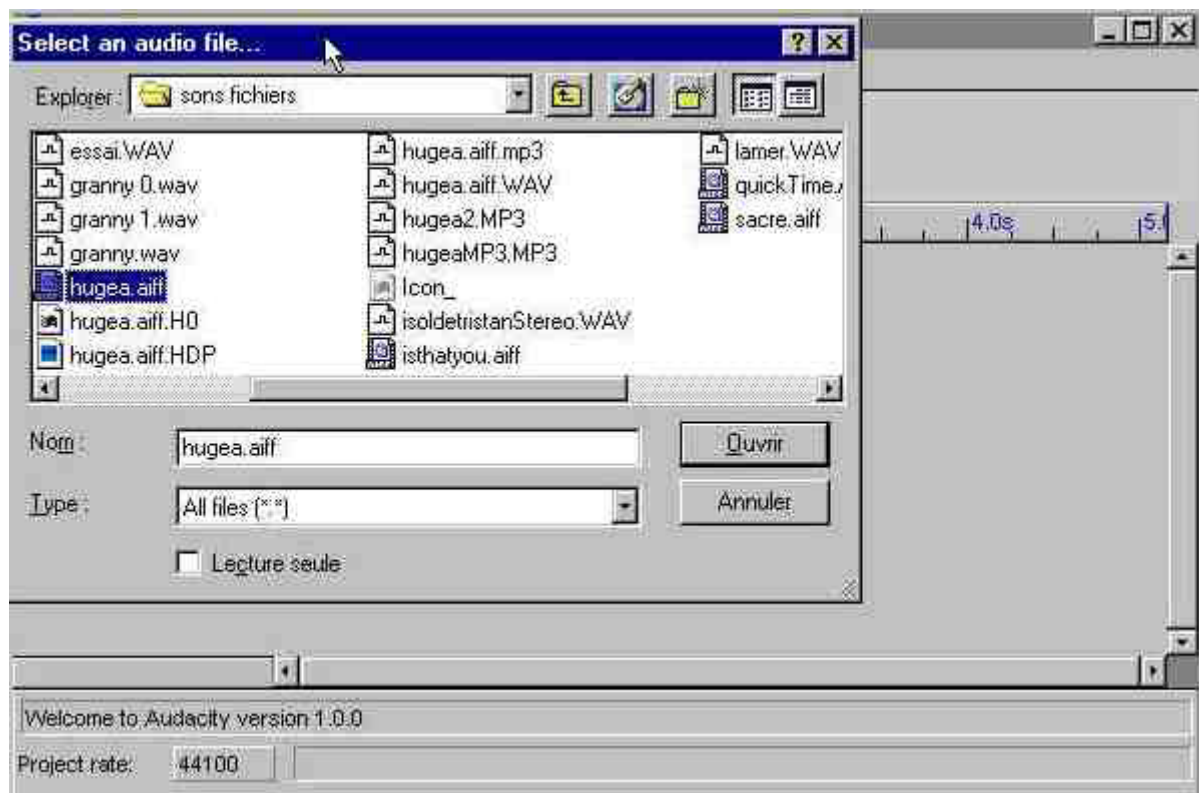 Select an audio file...
Explorer : sons fichiers
essai.WAV
granny 0.wav
granny 1.wav
granny.wav
hugea.aiff
hugea.aiff.H0
hugea.aiff.HDP
hugea.aiff.mp3
hugea.aiff.WAV
hugea2.MP3
hugeaMP3.MP3
Icon_
isoldetristanStereo.WAV
isthatyou.aiff
lamer.WAV
quickTime.
sacre.aiff
Nom : hugea.aiff
Ouvrir
Type : All files (*.*)
Annuler
Lecture seule
4.0s
5.0
Welcome to Audacity version 1.0.0
Project rate: 44100